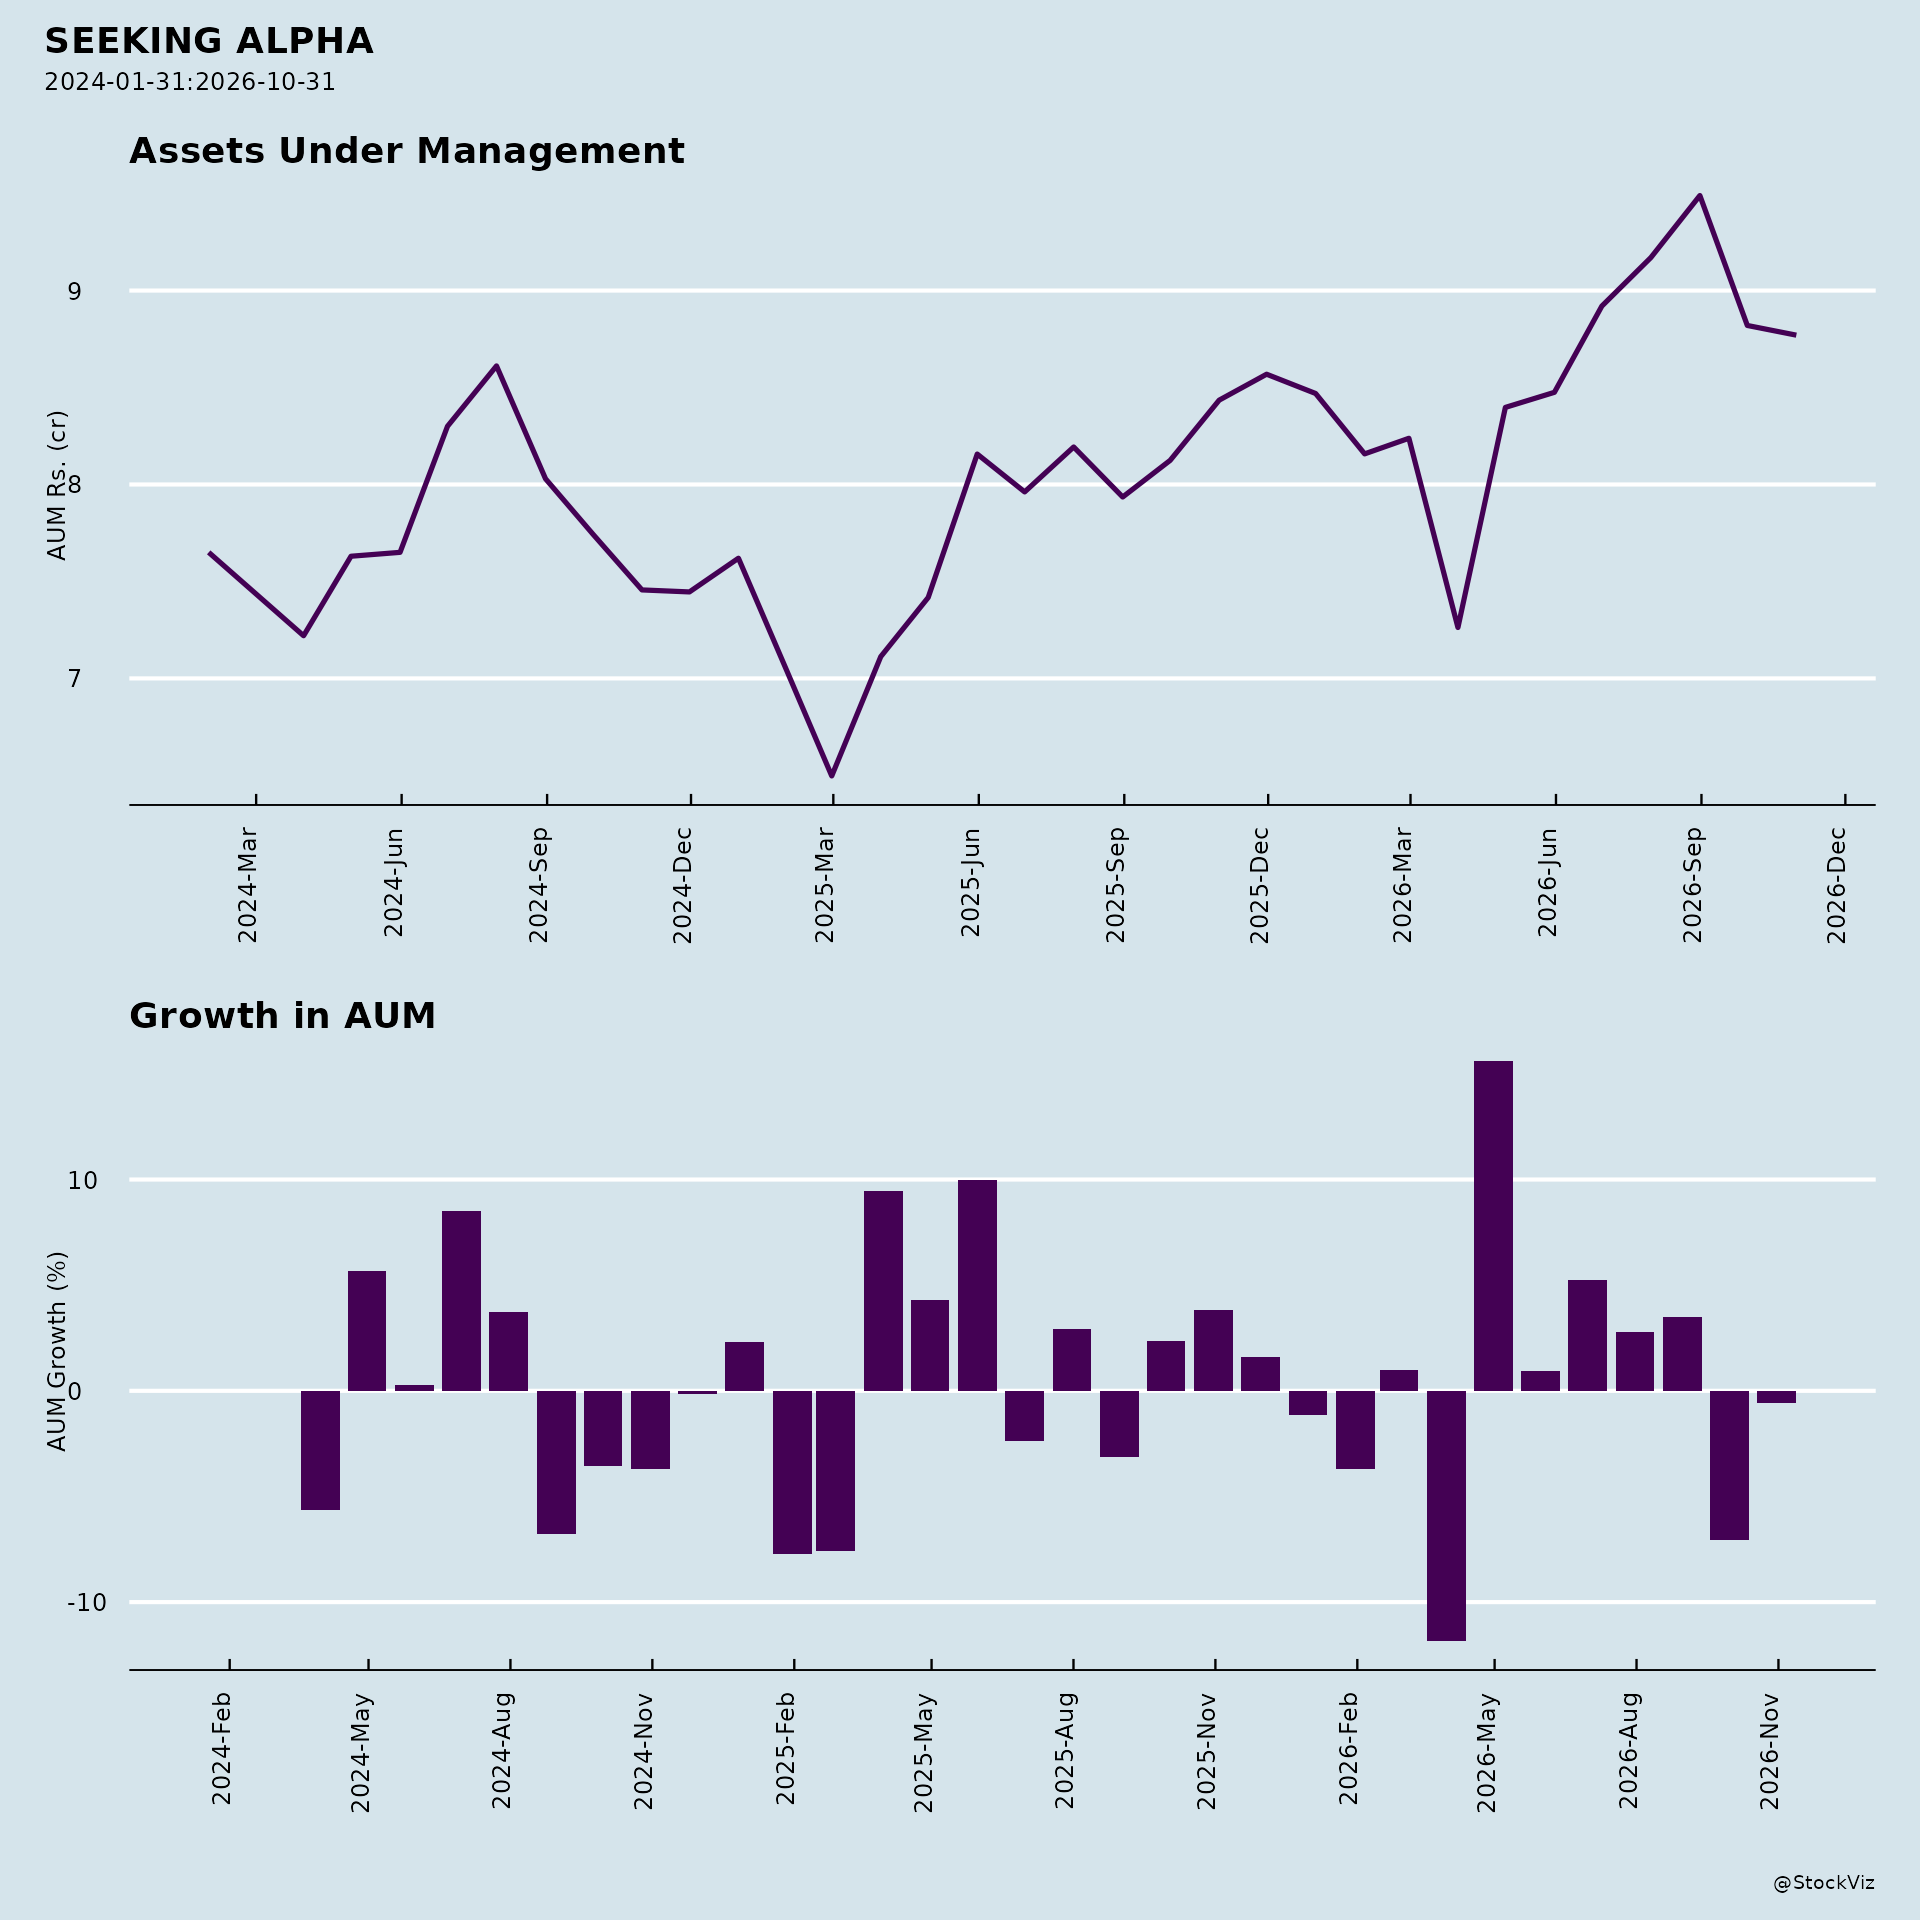 SEEKING ALPHA
2024-01-31:2026-10-31
Assets Under Management
AUM Rs. (cr)
9
8
7
2024-Mar
2024-Jun
2024-Sep
2024-Dec
2025-Mar
2025-Jun
2025-Sep
2025-Dec
2026-Mar
2026-Jun
2026-Sep
2026-Dec
Growth in AUM
AUM Growth (%)
10
0
-10
2024-Feb
2024-May
2024-Aug
2024-Nov
2025-Feb
2025-May
2025-Aug
2025-Nov
2026-Feb
2026-May
2026-Aug
2026-Nov
@StockViz